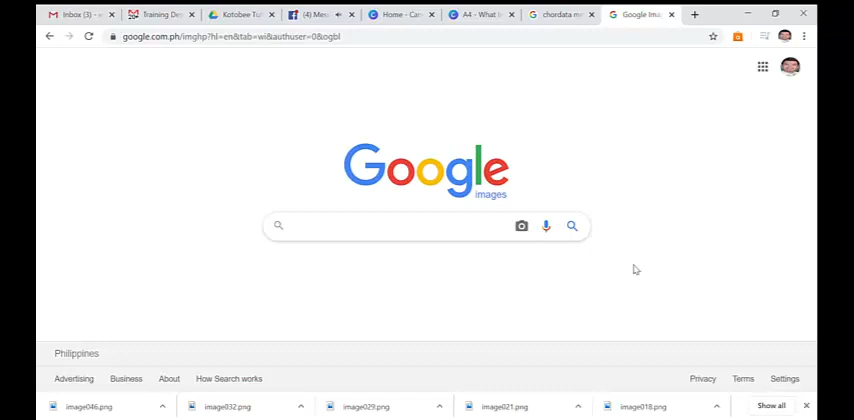 Inbox (3) - e
Training De
Kotobee Tut
(4) Mess
Home - Can
A4 - What I
chordata m
Google Ima
google.com.ph/imghp?hl=en&tab=wi&authuser=0&ogbl
Google
images
Philippines
Advertising Business About How Search works
Privacy Terms Settings
image046.png image032.png image029.png image021.png image018.png Show all